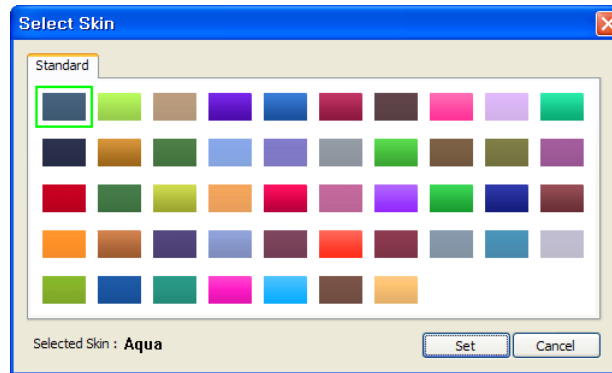 Select Skin
Standard
Selected Skin : Aqua
Set
Cancel